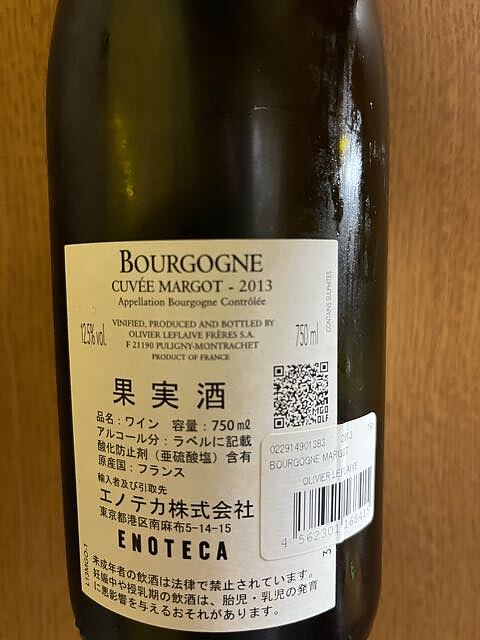 BOURGOGNE
CUVÉE MARGOT - 2013
Appellation Bourgogne Contrôlée
CONTAINS SULPHITES
VINIFIED, PRODUCED AND BOTTLED BY
OLIVIER LEFLAIVE FRÈRES S.A.
F 21190 PULIGNY-MONTRACHET
PRODUCT OF FRANCE
12.5% vol.
750 ml
果実酒
MGO
OLF
品名:ワイン 容量:750㎖
アルコール分:ラベルに記載
酸化防止剤(亜硫酸塩)含有
原産国:フランス
輸入者及び引取先
エノテカ株式会社
東京都港区南麻布5-14-15
ENOTECA
0229149013B3 2013
BOURGOGNE MARGOT
OLIVIER LEFLAIVE
3
未成年者の飲酒は法律で禁止されています。
妊娠中や授乳期の飲酒は、胎児・乳児の発育
に悪影響を与えるおそれがあります。